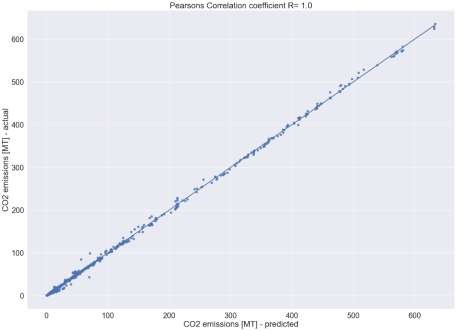 Pearsons Correlation coefficient R= 1.0
600
500
400
300
200
100
0
CO2 emissions [MT] - actual
0 100 200 300 400 500 600
CO2 emissions [MT] - predicted